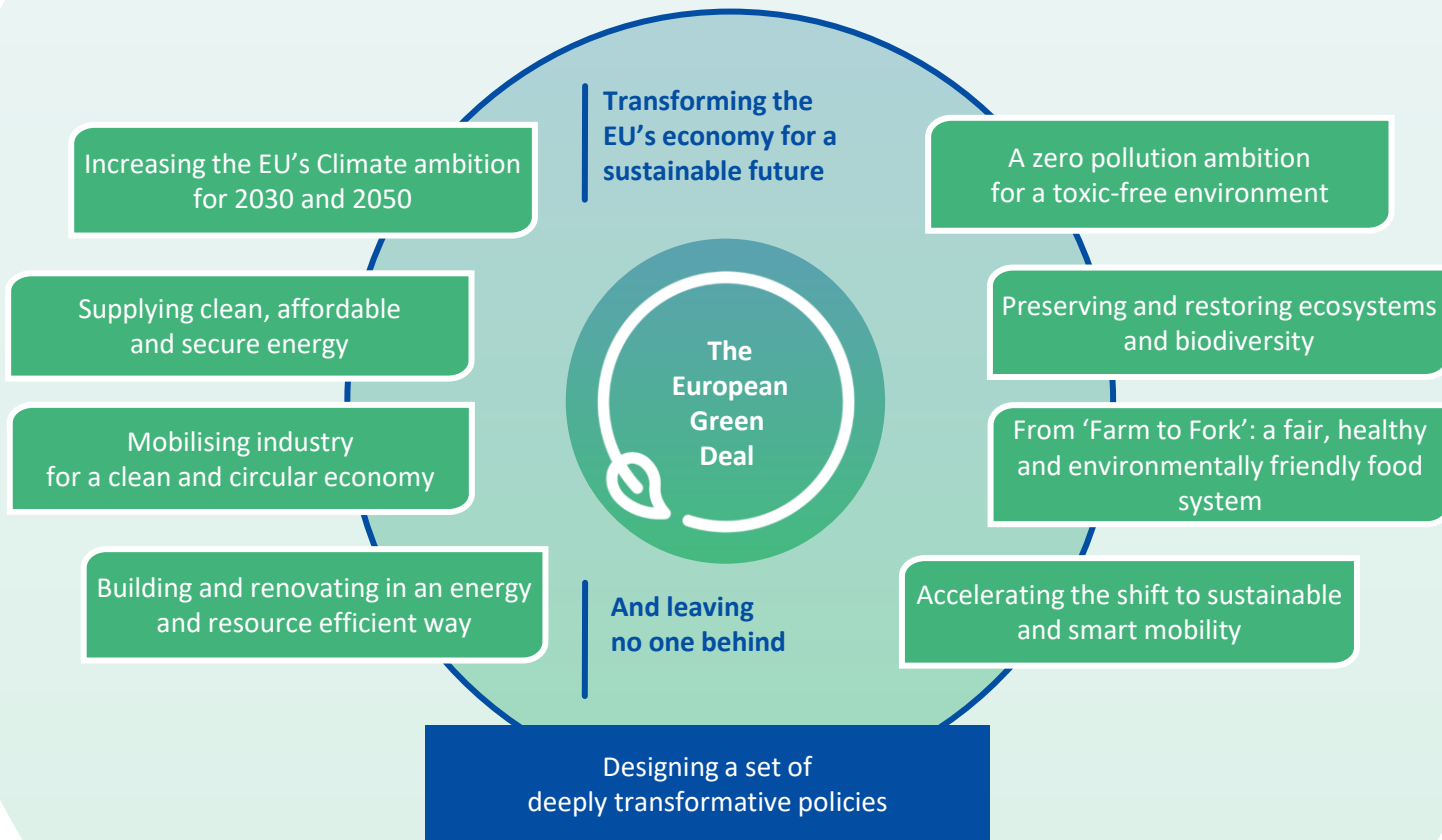 Transforming the
EU’s economy for a
sustainable future
Increasing the EU’s Climate ambition
for 2030 and 2050
Supplying clean, affordable
and secure energy
Mobilising industry
for a clean and circular economy
Building and renovating in an energy
and resource efficient way
The
European
Green
Deal
A zero pollution ambition
for a toxic-free environment
Preserving and restoring ecosystems
and biodiversity
From ‘Farm to Fork’: a fair, healthy
and environmentally friendly food
system
Accelerating the shift to sustainable
and smart mobility
And leaving
no one behind
Designing a set of
deeply transformative policies